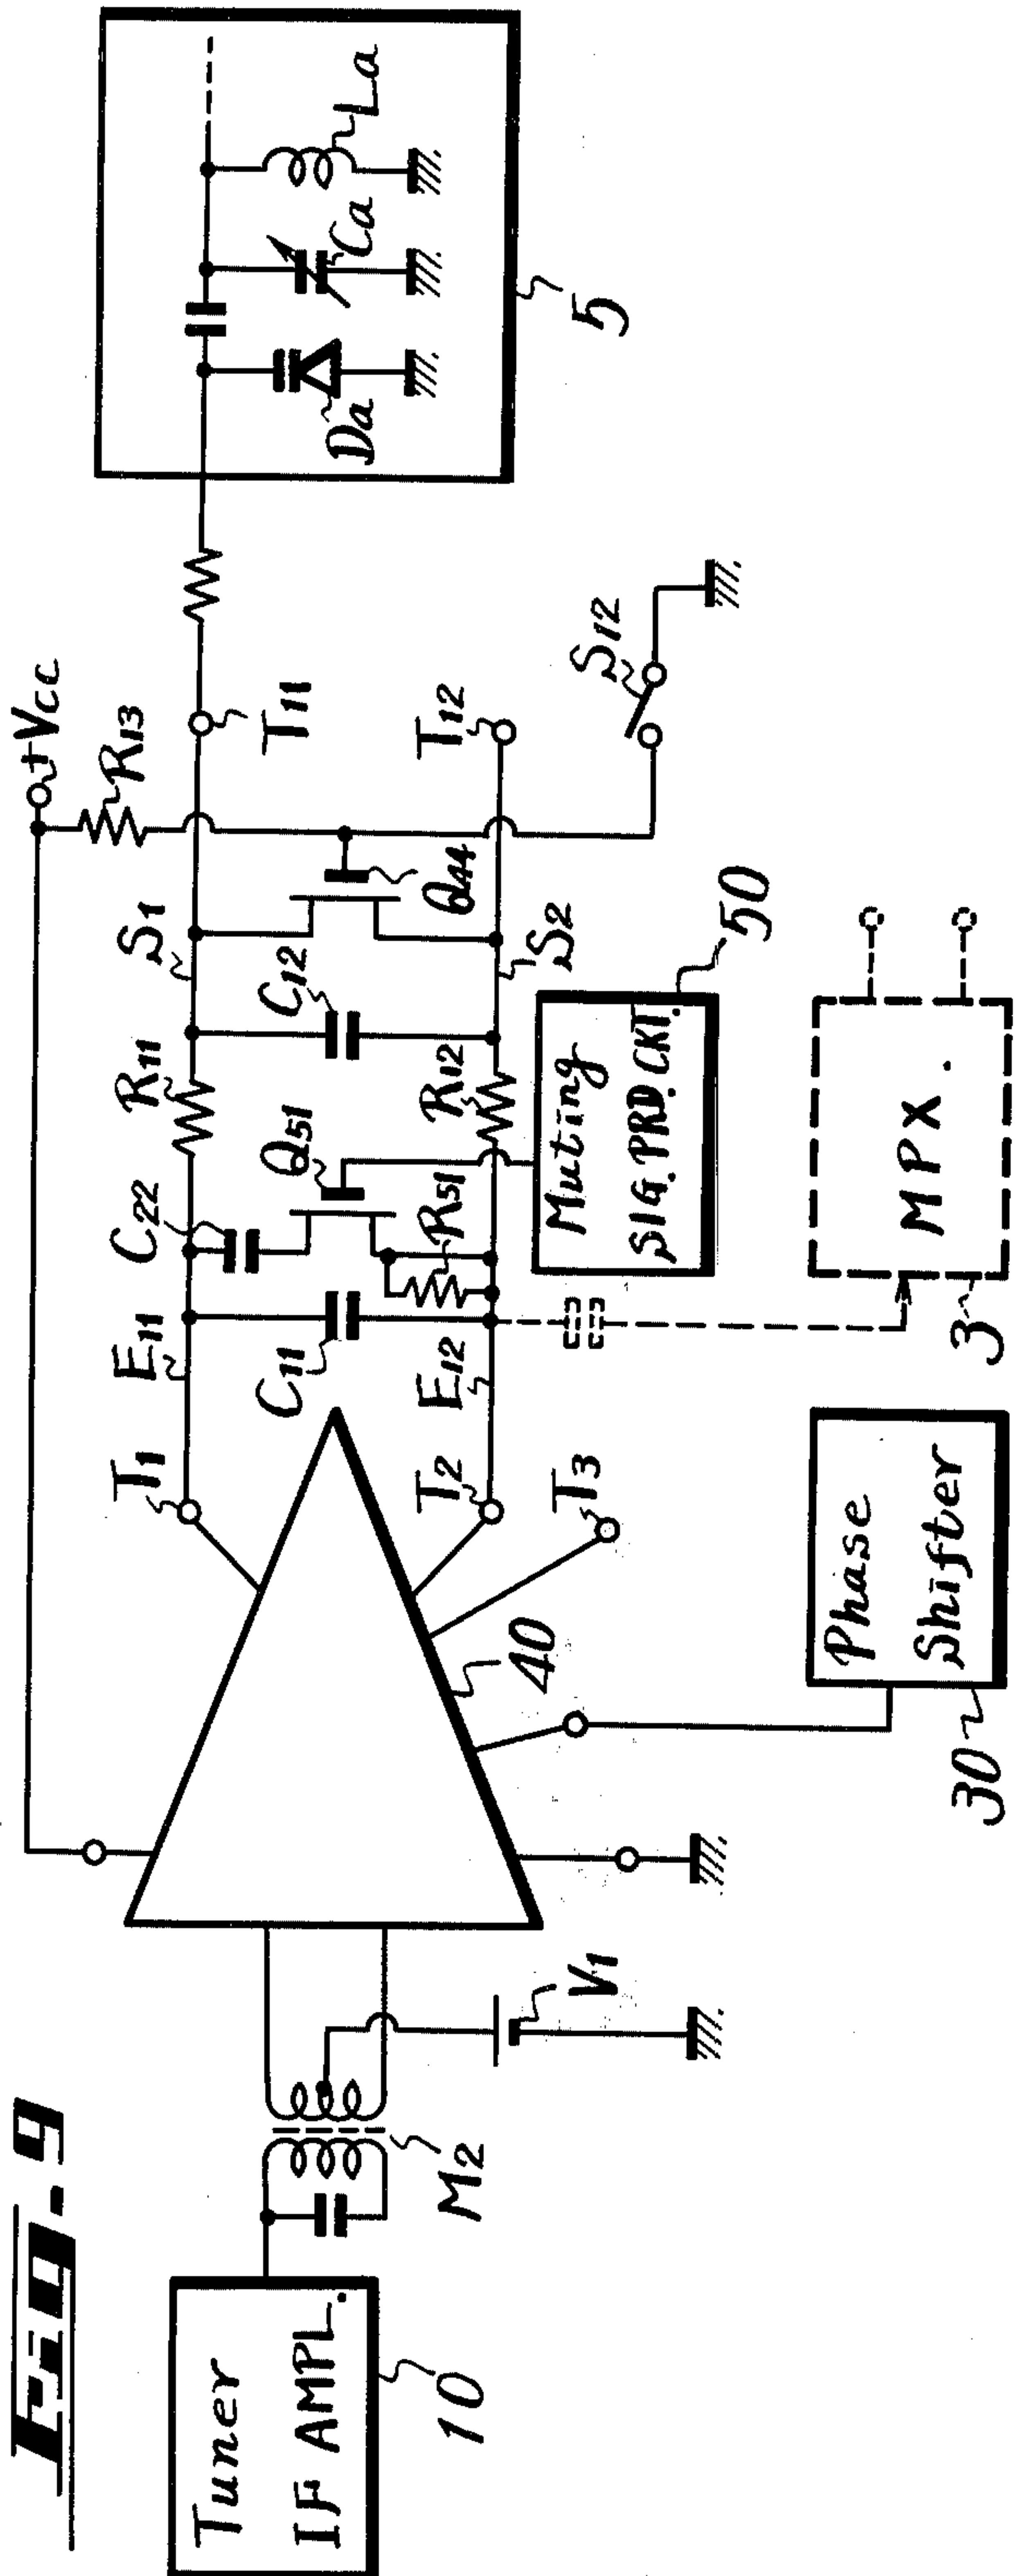 Fig-9
Tuner
IF AMPL.
10
M2
V1
40
T1
T2
T3
Phase
Shifter
30
E11
E12
C11
C22
Q51
R51
R11
R12
C12
S1
S2
Q44
Muting
SIG. PRD. CKT.
50
MPX.
3
+Vcc
R13
T11
T12
S12
Da
Ca
La
5